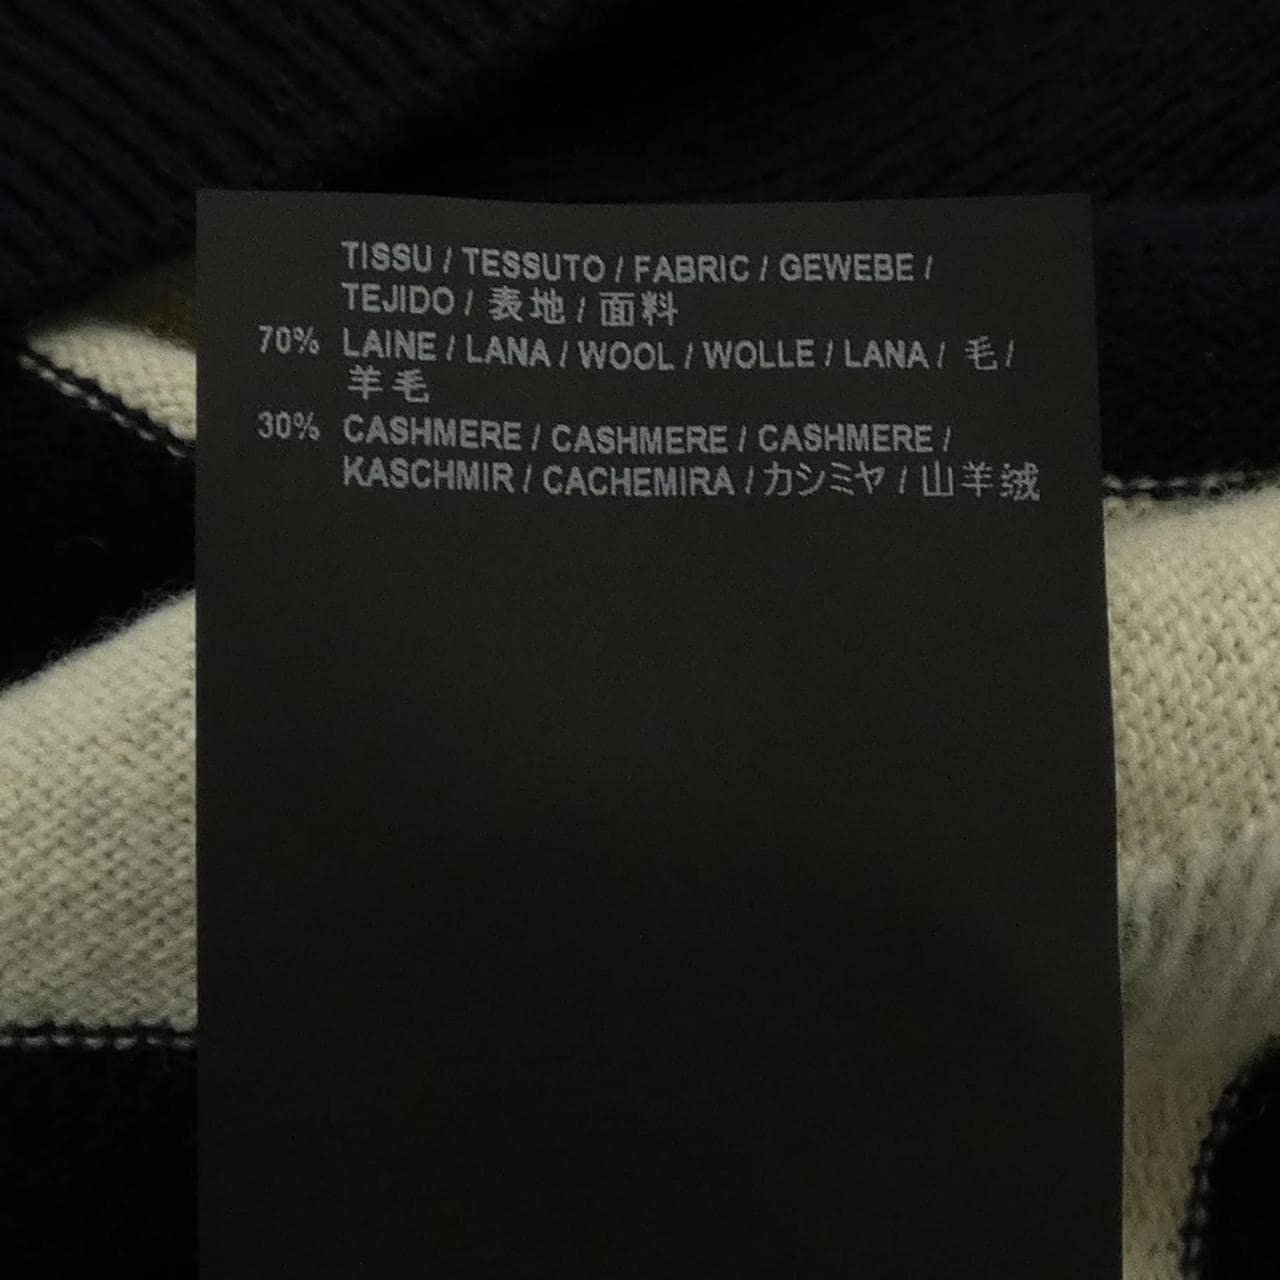 TISSU / TESSUTO / FABRIC / GEWEBE /
TEJIDO / 表地 / 面料
70% LAINE / LANA / WOOL / WOLLE / LANA / 毛 /
羊毛
30% CASHMERE / CASHMERE / CASHMERE /
KASCHMIR / CACHEMIRA / カシミヤ / 山羊绒